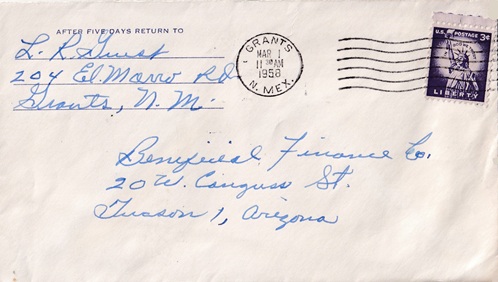 AFTER FIVE DAYS RETURN TO
L. R. Guest
204 El Morro Rd
Grants, N. M.
GRANTS
MAR 1
11 AM
1958
N. MEX.
U.S. POSTAGE 3¢
LIBERTY
Benificial Finance Co.
20 W. Congress St.
Tucson 1, Arizona